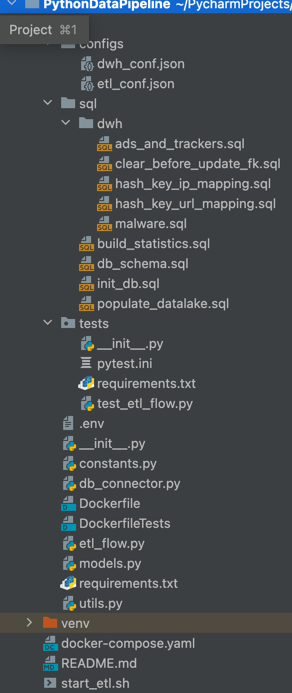 PythonDataPipeline ~/PycharmProjects/
Project ⌘1
configs
dwh_conf.json
etl_conf.json
sql
dwh
ads_and_trackers.sql
clear_before_update_fk.sql
hash_key_ip_mapping.sql
hash_key_url_mapping.sql
malware.sql
build_statistics.sql
db_schema.sql
init_db.sql
populate_datalake.sql
tests
__init__.py
pytest.ini
requirements.txt
test_etl_flow.py
.env
__init__.py
constants.py
db_connector.py
Dockerfile
DockerfileTests
etl_flow.py
models.py
requirements.txt
utils.py
venv
docker-compose.yaml
README.md
start_etl.sh